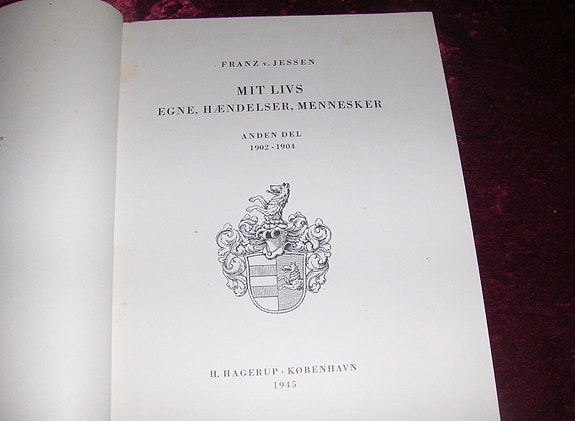 FRANZ v. JESSEN
MIT LIVS
EGNE, HÆNDELSER, MENNESKER
ANDEN DEL
1902-1904
H. HAGERUP - KØBENHAVN
1945